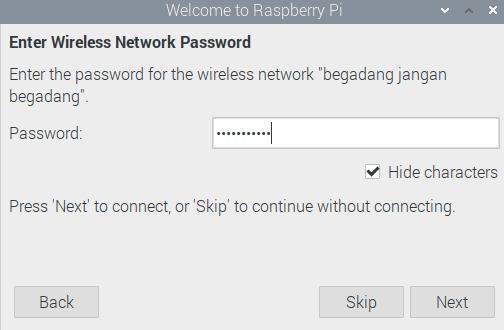 Welcome to Raspberry Pi
Enter Wireless Network Password
Enter the password for the wireless network "begadang jangan
begadang".
Password: •••••••••••
Hide characters
Press 'Next' to connect, or 'Skip' to continue without connecting.
Back Skip Next